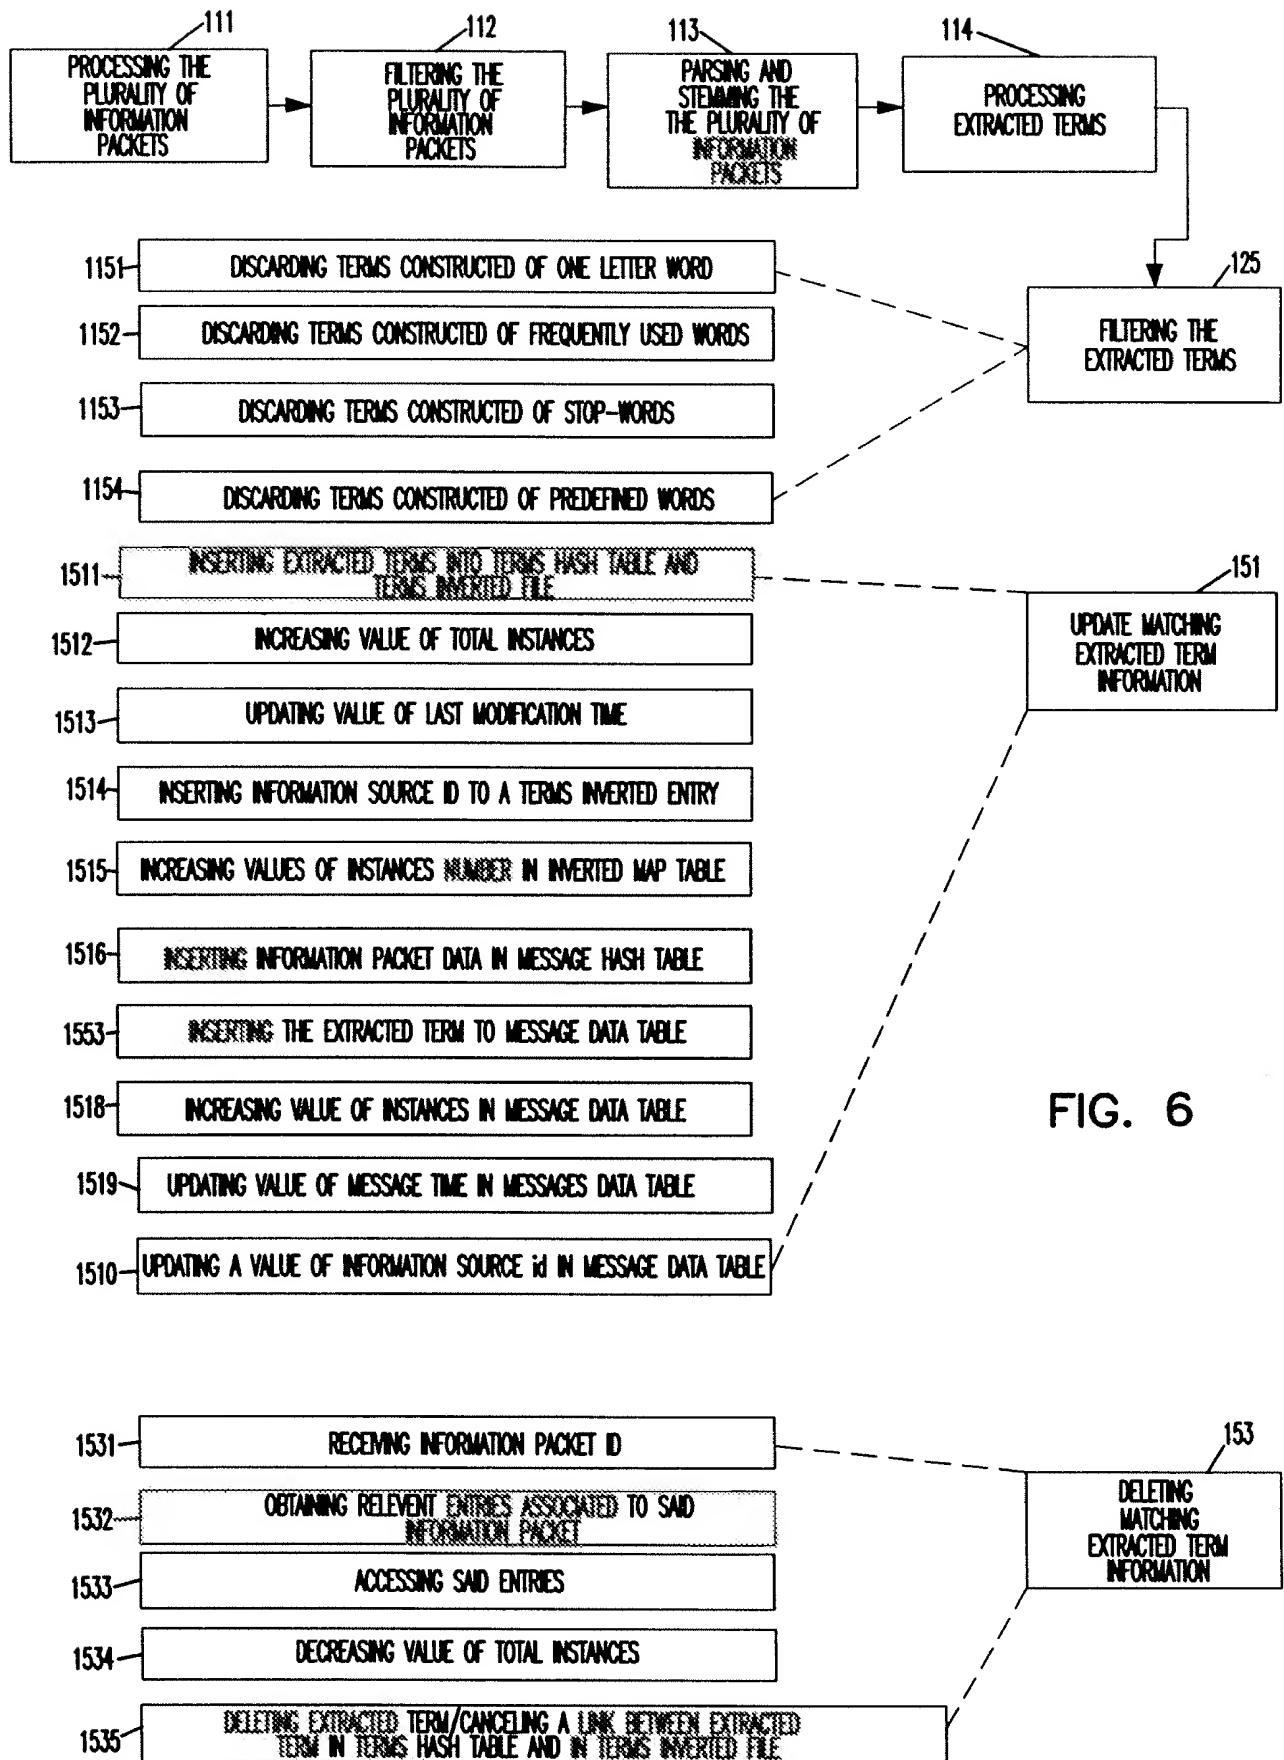 111
PROCESSING THE
PLURALITY OF
INFORMATION
PACKETS
112
FILTERING THE
PLURALITY OF
INFORMATION
PACKETS
113
PARSING AND
STEMMING THE
THE PLURALITY OF
INFORMATION
PACKETS
114
PROCESSING
EXTRACTED TERMS
125
FILTERING THE
EXTRACTED TERMS
1151 DISCARDING TERMS CONSTRUCTED OF ONE LETTER WORD
1152 DISCARDING TERMS CONSTRUCTED OF FREQUENTLY USED WORDS
1153 DISCARDING TERMS CONSTRUCTED OF STOP-WORDS
1154 DISCARDING TERMS CONSTRUCTED OF PREDEFINED WORDS
151
UPDATE MATCHING
EXTRACTED TERM
INFORMATION
1511 INSERTING EXTRACTED TERMS INTO TERMS HASH TABLE AND
TERMS INVERTED FILE
1512 INCREASING VALUE OF TOTAL INSTANCES
1513 UPDATING VALUE OF LAST MODIFICATION TIME
1514 INSERTING INFORMATION SOURCE ID TO A TERMS INVERTED ENTRY
1515 INCREASING VALUES OF INSTANCES NUMBER IN INVERTED MAP TABLE
1516 INSERTING INFORMATION PACKET DATA IN MESSAGE HASH TABLE
1553 INSERTING THE EXTRACTED TERM TO MESSAGE DATA TABLE
1518 INCREASING VALUE OF INSTANCES IN MESSAGE DATA TABLE
1519 UPDATING VALUE OF MESSAGE TIME IN MESSAGES DATA TABLE
1510 UPDATING A VALUE OF INFORMATION SOURCE id IN MESSAGE DATA TABLE
FIG. 6
153
DELETING
MATCHING
EXTRACTED TERM
INFORMATION
1531 RECEIVING INFORMATION PACKET ID
1532 OBTAINING RELEVENT ENTRIES ASSOCIATED TO SAID
INFORMATION PACKET
1533 ACCESSING SAID ENTRIES
1534 DECREASING VALUE OF TOTAL INSTANCES
1535 DELETING EXTRACTED TERM/CANCELING A LINK BETWEEN EXTRACTED
TERM IN TERMS HASH TABLE AND IN TERMS INVERTED FILE